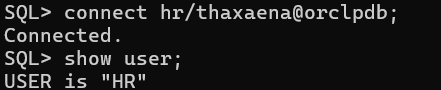 SQL> connect hr/thaxaena@orclpdb;
Connected.
SQL> show user;
USER is "HR"